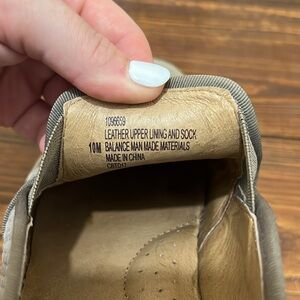 1096659
LEATHER UPPER LINING AND SOCK
10M BALANCE MAN MADE MATERIALS
MADE IN CHINA